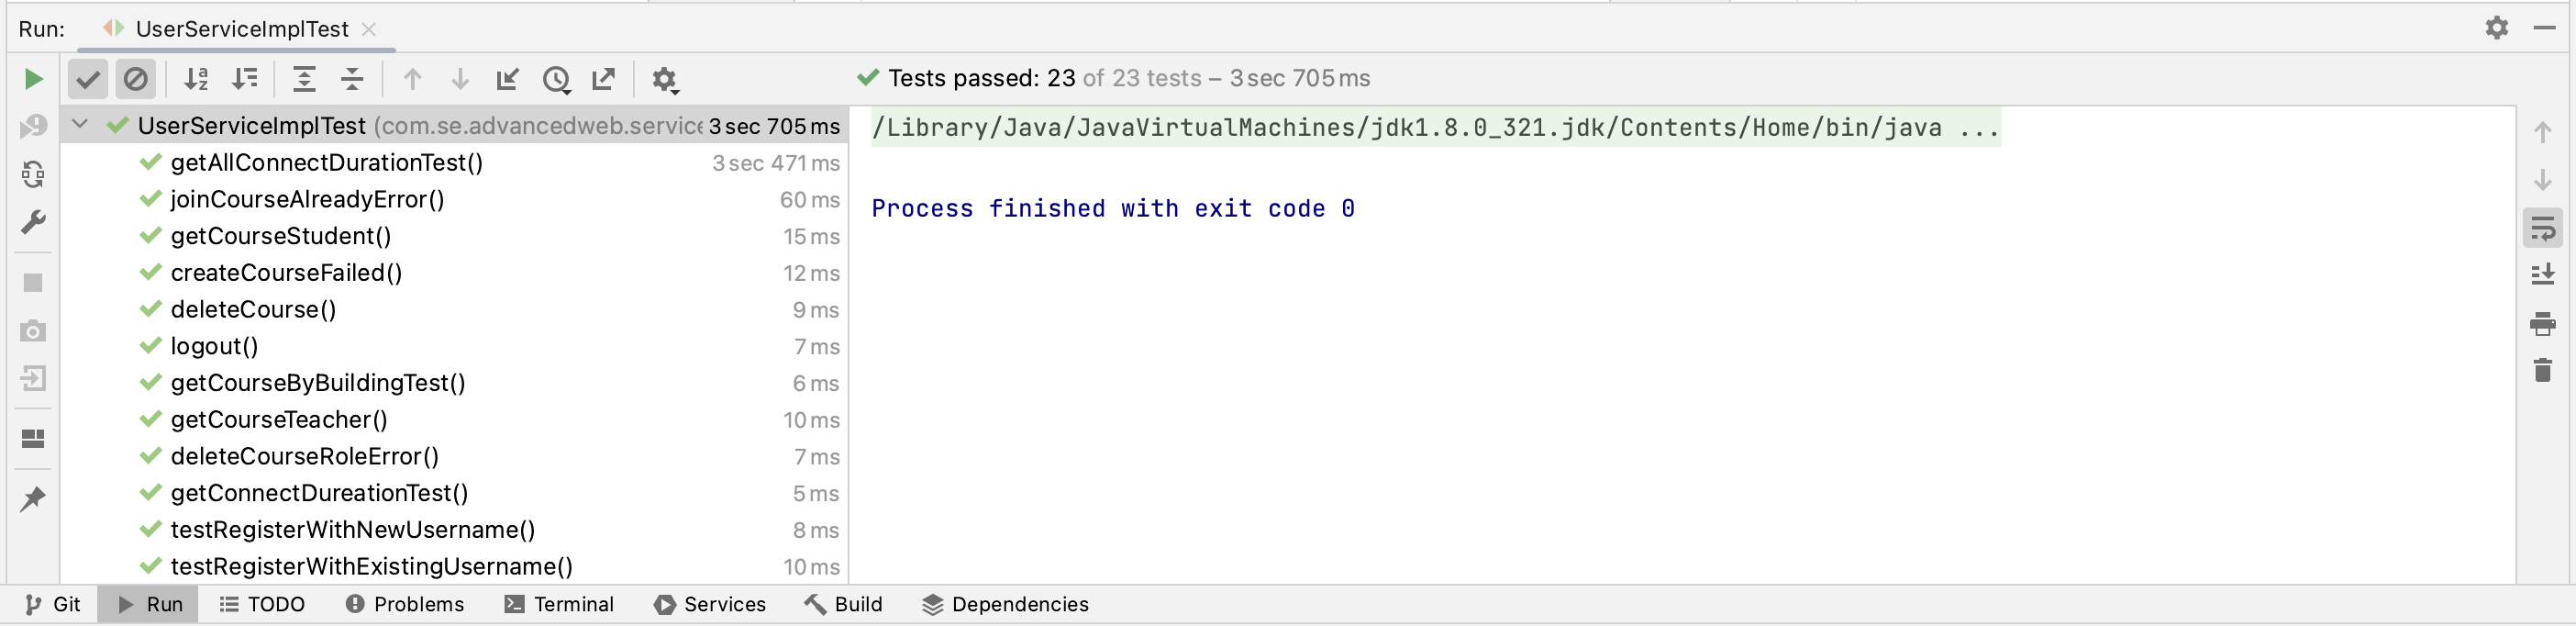 Run: UserServiceImplTest
Tests passed: 23 of 23 tests – 3 sec 705 ms
UserServiceImplTest (com.se.advancedweb.service 3 sec 705 ms
getAllConnectDurationTest() 3 sec 471 ms
joinCourseAlreadyError() 60 ms
getCourseStudent() 15 ms
createCourseFailed() 12 ms
deleteCourse() 9 ms
logout() 7 ms
getCourseByBuildingTest() 6 ms
getCourseTeacher() 10 ms
deleteCourseRoleError() 7 ms
getConnectDureationTest() 5 ms
testRegisterWithNewUsername() 8 ms
testRegisterWithExistingUsername() 10 ms
/Library/Java/JavaVirtualMachines/jdk1.8.0_321.jdk/Contents/Home/bin/java ...
Process finished with exit code 0
Git Run TODO Problems Terminal Services Build Dependencies